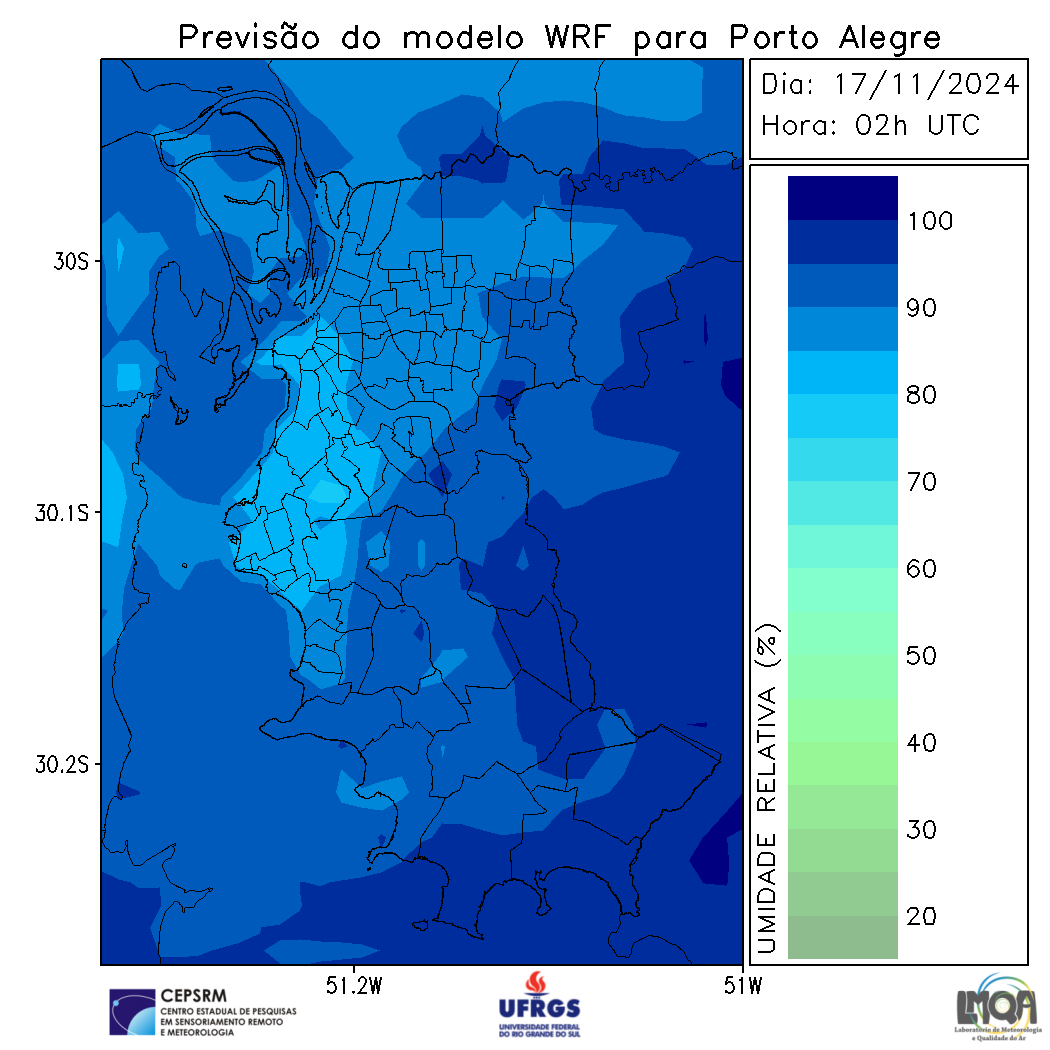 Previsão do modelo WRF para Porto Alegre
Dia: 17/11/2024
Hora: 02h UTC
30S
30.1S
30.2S
51.2W
51W
UMIDADE RELATIVA (%)
100
90
80
70
60
50
40
30
20
CEPSRM
CENTRO ESTADUAL DE PESQUISAS
EM SENSORIAMENTO REMOTO
E METEOROLOGIA
UFRGS
UNIVERSIDADE FEDERAL
DO RIO GRANDE DO SUL
LMQA
Laboratório de Meteorologia
e Qualidade do Ar